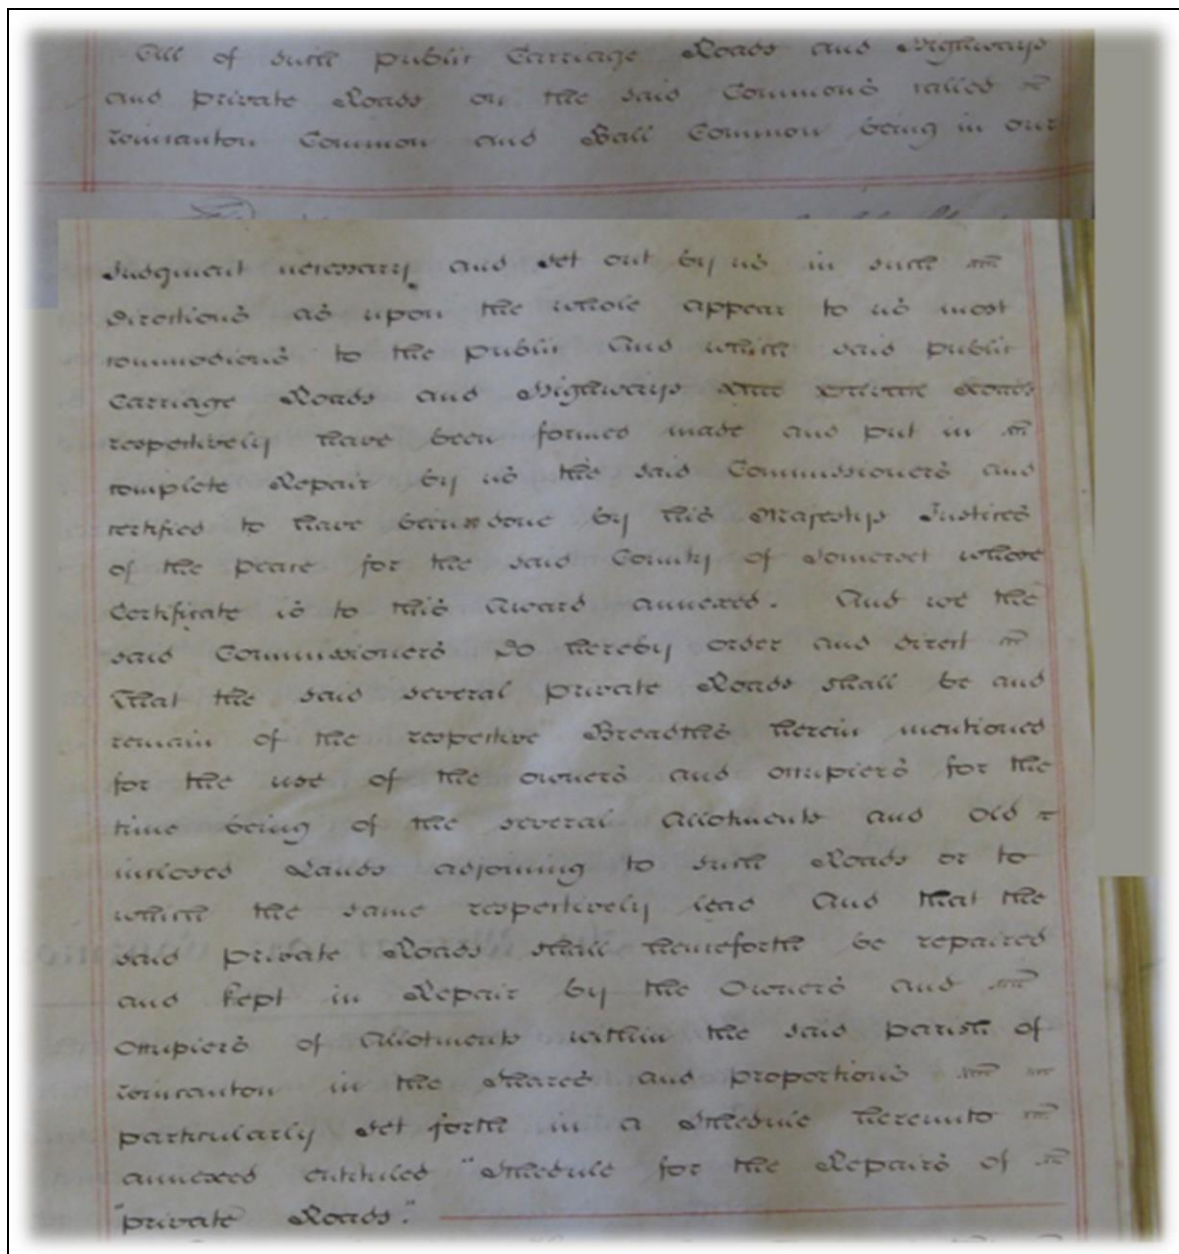 All of such public Carriage Roads and Highways
and private Roads on the said Commons called
Wincanton Common and Ball Common being in our
Judgment necessary and set out by us in such
directions as upon the whole appear to us most
commodious to the public And which said public
Carriage Roads and Highways and private Roads
respectively have been formed made and put in
complete Repair by us the said Commissioners and
certified to have been done by his Majestys Justices
of the peace for the said County of Somerset whose
Certificate is to this Award annexed. And we the
said Commissioners Do hereby order and direct
That the said several private Roads shall be and
remain of the respective Breadths herein mentioned
for the use of the owners and occupiers for the
time being of the several Allotments and old
inclosed Lands adjoining to such Roads or to
which the same respectively lead And that the
said private Roads shall henceforth be repaired
and kept in Repair by the Owners and
Occupiers of Allotments within the said parish of
Wincanton in the Shares and proportions
particularly set forth in a Schedule hereunto
annexed entituled "Schedule for the Repairs of
"private Roads."